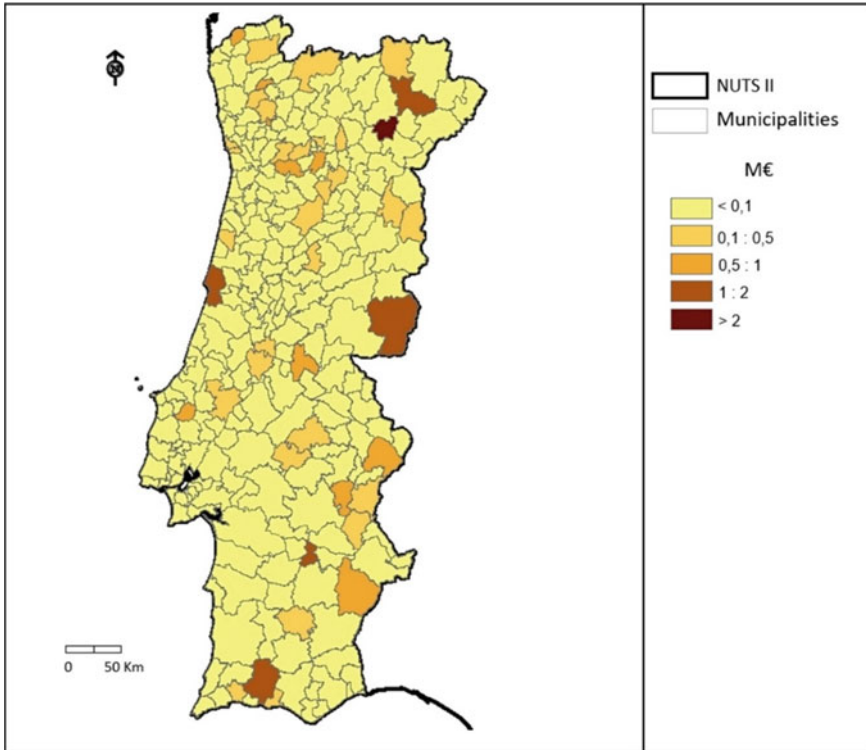 NUTS II
Municipalities
M€
< 0,1
0,1 : 0,5
0,5 : 1
1 : 2
> 2
0 50 Km